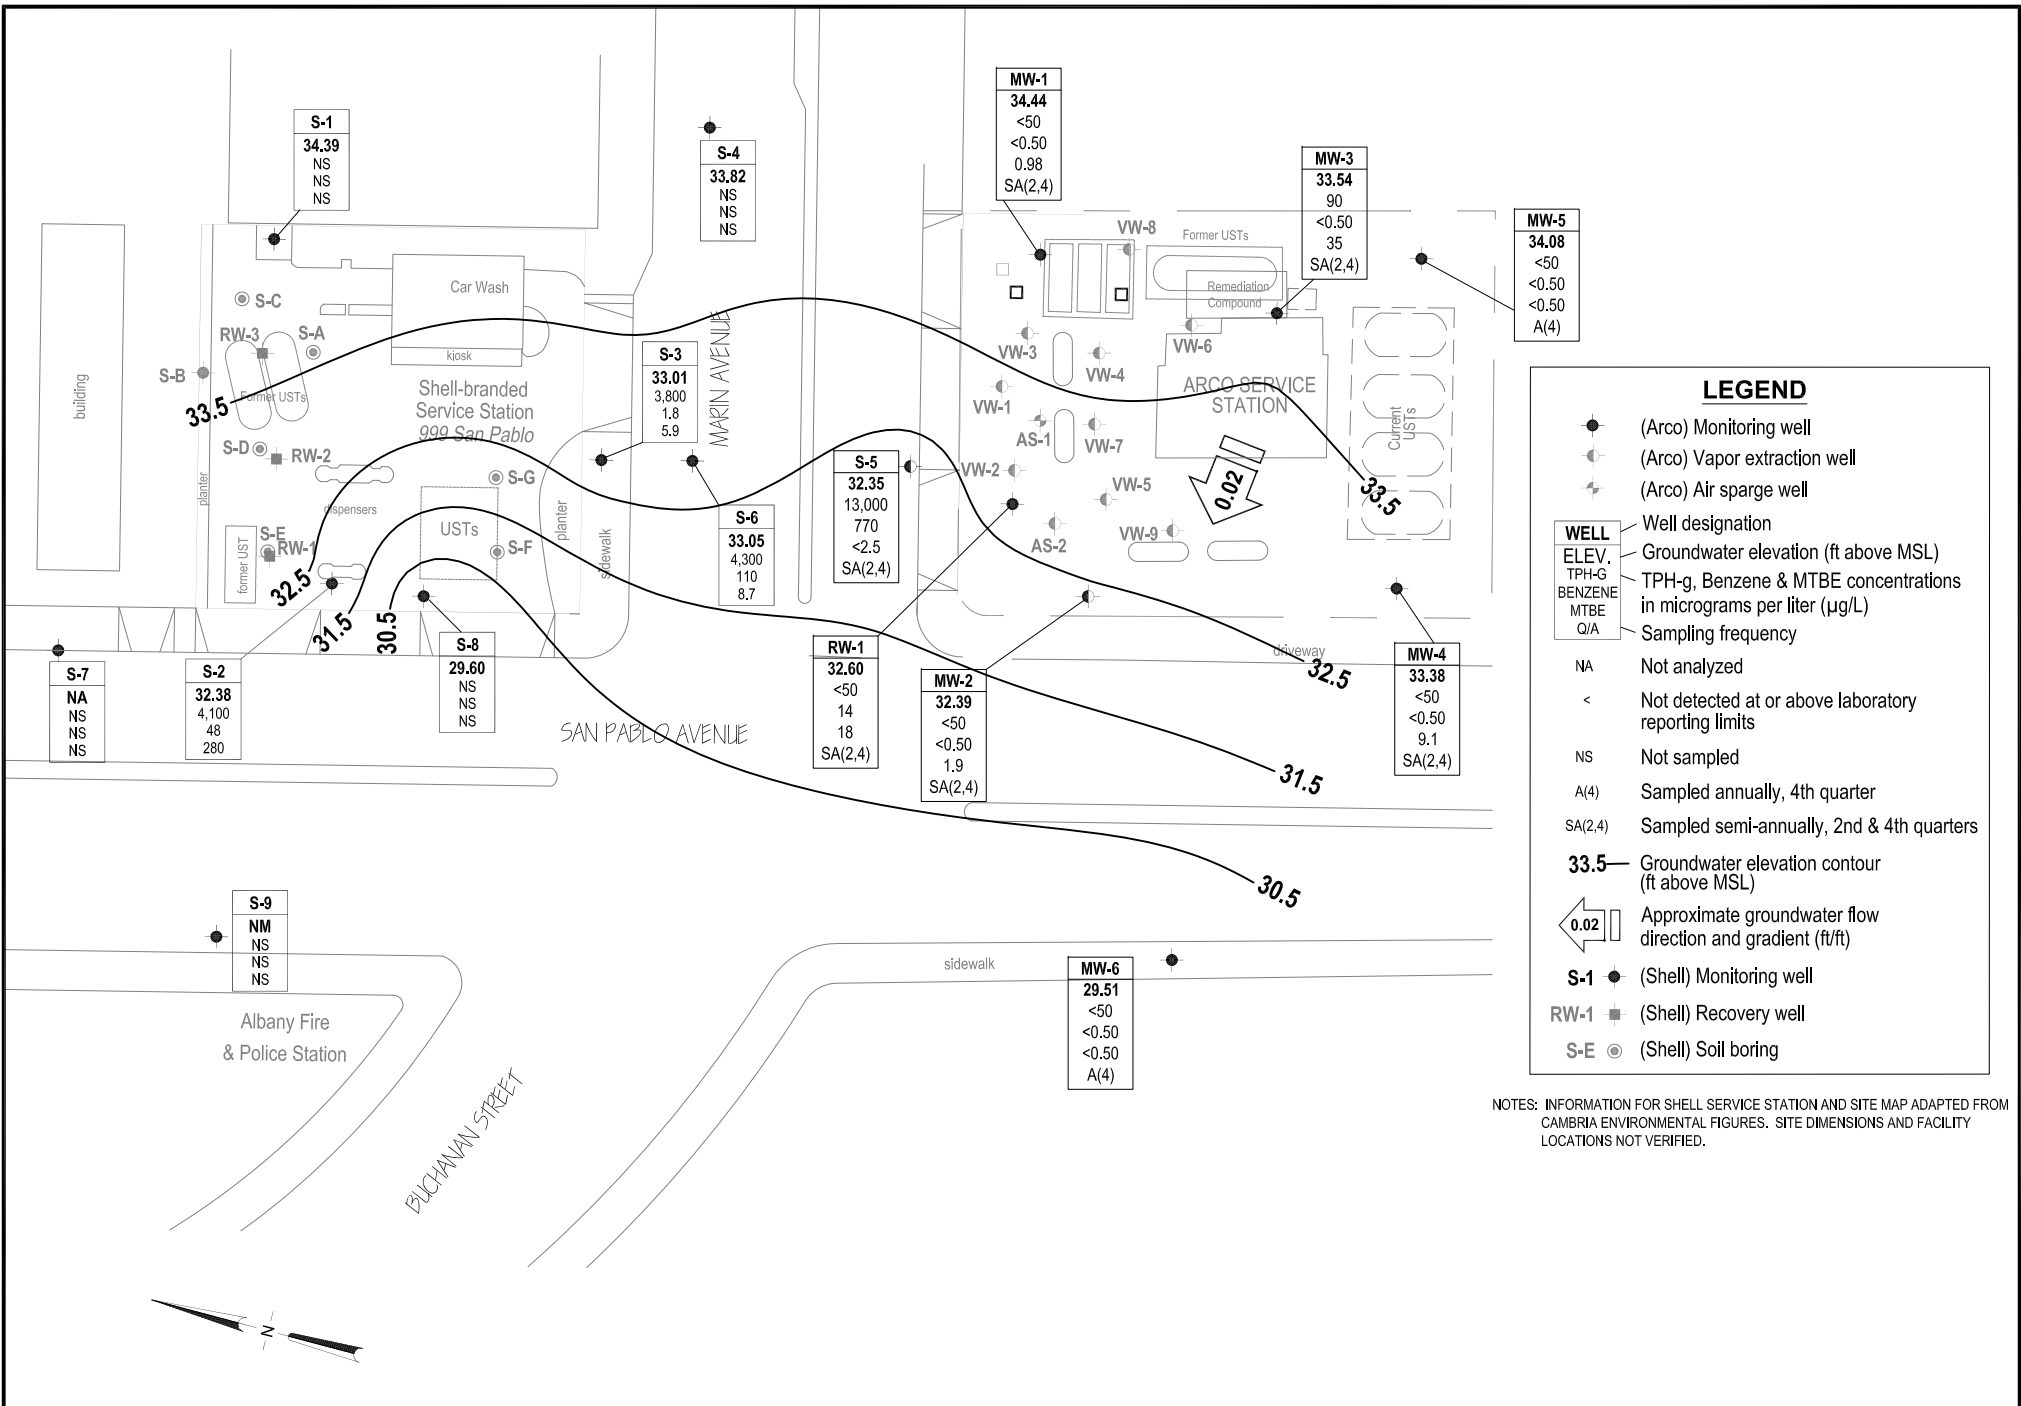 S-1
34.39
NS
NS
NS
S-4
33.82
NS
NS
NS
MW-1
34.44
<50
<0.50
0.98
SA(2,4)
MW-3
33.54
90
<0.50
35
SA(2,4)
MW-5
34.08
<50
<0.50
<0.50
A(4)
VW-8
Former USTs
Remediation
Compound
Car Wash
kiosk
S-C
RW-3
S-A
S-B
Former USTs
33.5
building
Shell-branded
Service Station
999 San Pablo
S-D
RW-2
S-G
planter
dispensers
USTs
S-E
RW-1
former UST
S-F
planter
sidewalk
32.5
31.5
30.5
S-3
33.01
3,800
1.8
5.9
MARIN AVENUE
S-6
33.05
4,300
110
8.7
S-5
32.35
13,000
770
<2.5
SA(2,4)
VW-3
VW-4
VW-6
VW-1
AS-1
VW-7
VW-2
VW-5
AS-2
VW-9
ARCO SERVICE
STATION
0.02
Current
USTs
33.5
S-7
NA
NS
NS
NS
S-2
32.38
4,100
48
280
S-8
29.60
NS
NS
NS
SAN PABLO AVENUE
RW-1
32.60
<50
14
18
SA(2,4)
MW-2
32.39
<50
<0.50
1.9
SA(2,4)
driveway
32.5
MW-4
33.38
<50
<0.50
9.1
SA(2,4)
31.5
30.5
S-9
NM
NS
NS
NS
Albany Fire
& Police Station
BUCHANAN STREET
sidewalk
MW-6
29.51
<50
<0.50
<0.50
A(4)
N
LEGEND
(Arco) Monitoring well
(Arco) Vapor extraction well
(Arco) Air sparge well
WELL
ELEV.
TPH-G
BENZENE
MTBE
Q/A
Well designation
Groundwater elevation (ft above MSL)
TPH-g, Benzene & MTBE concentrations
in micrograms per liter (µg/L)
Sampling frequency
NA Not analyzed
< Not detected at or above laboratory
reporting limits
NS Not sampled
A(4) Sampled annually, 4th quarter
SA(2,4) Sampled semi-annually, 2nd & 4th quarters
33.5 Groundwater elevation contour
(ft above MSL)
0.02 Approximate groundwater flow
direction and gradient (ft/ft)
S-1 (Shell) Monitoring well
RW-1 (Shell) Recovery well
S-E (Shell) Soil boring
NOTES: INFORMATION FOR SHELL SERVICE STATION AND SITE MAP ADAPTED FROM
CAMBRIA ENVIRONMENTAL FIGURES. SITE DIMENSIONS AND FACILITY
LOCATIONS NOT VERIFIED.